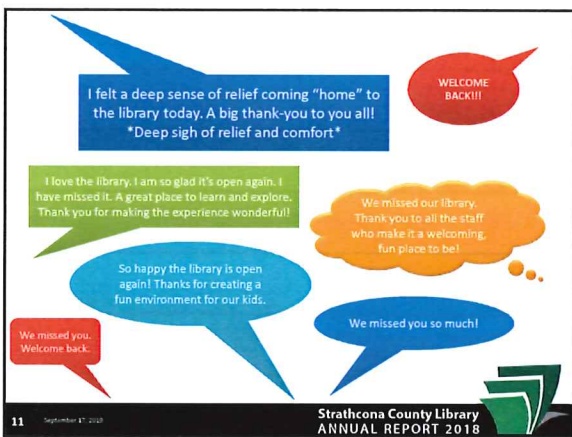 I felt a deep sense of relief coming “home” to
the library today. A big thank-you to you all!
*Deep sigh of relief and comfort*
WELCOME
BACK!!!
I love the library. I am so glad it's open again. I
have missed it. A great place to learn and explore.
Thank you for making the experience wonderful!
We missed our library.
Thank you to all the staff
who make it a welcoming,
fun place to be!
So happy the library is open
again! Thanks for creating a
fun environment for our kids.
We missed you so much!
We missed you.
Welcome back.
11
September 17, 2019
Strathcona County Library
ANNUAL REPORT 2018